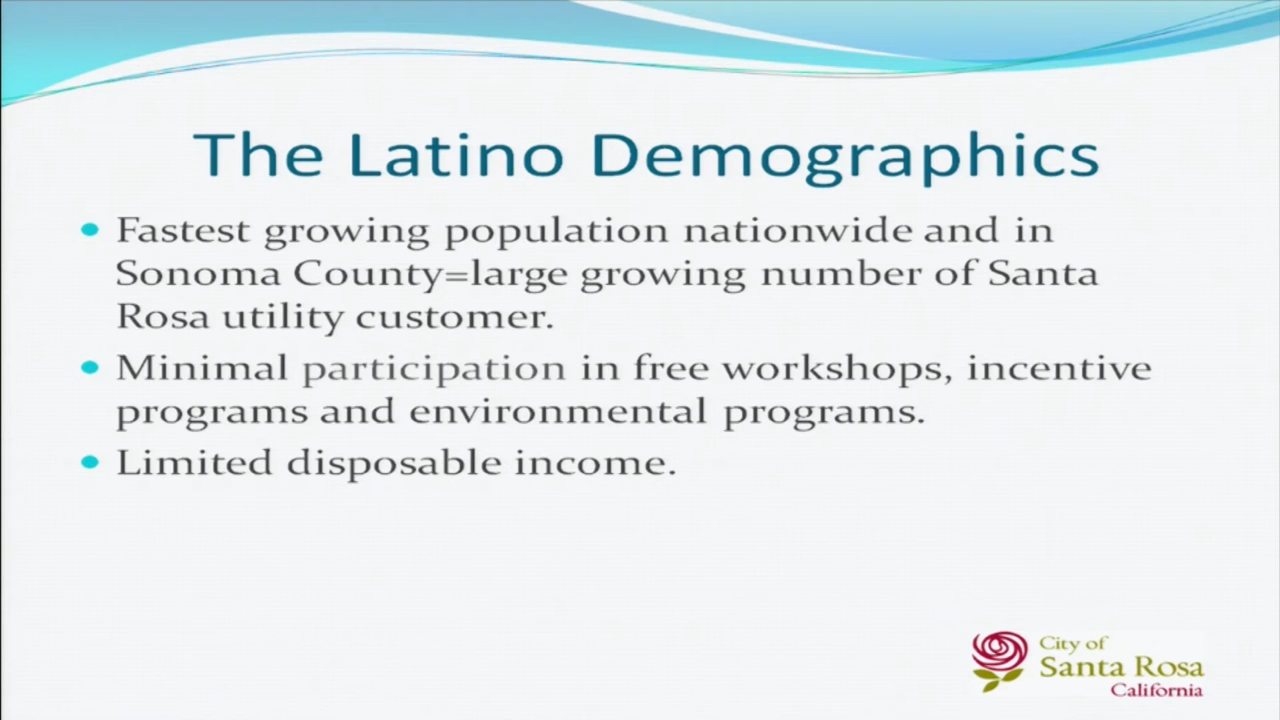 The Latino Demographics
• Fastest growing population nationwide and in
Sonoma County=large growing number of Santa
Rosa utility customer.
• Minimal participation in free workshops, incentive
programs and environmental programs.
• Limited disposable income.
City of
Santa Rosa
California